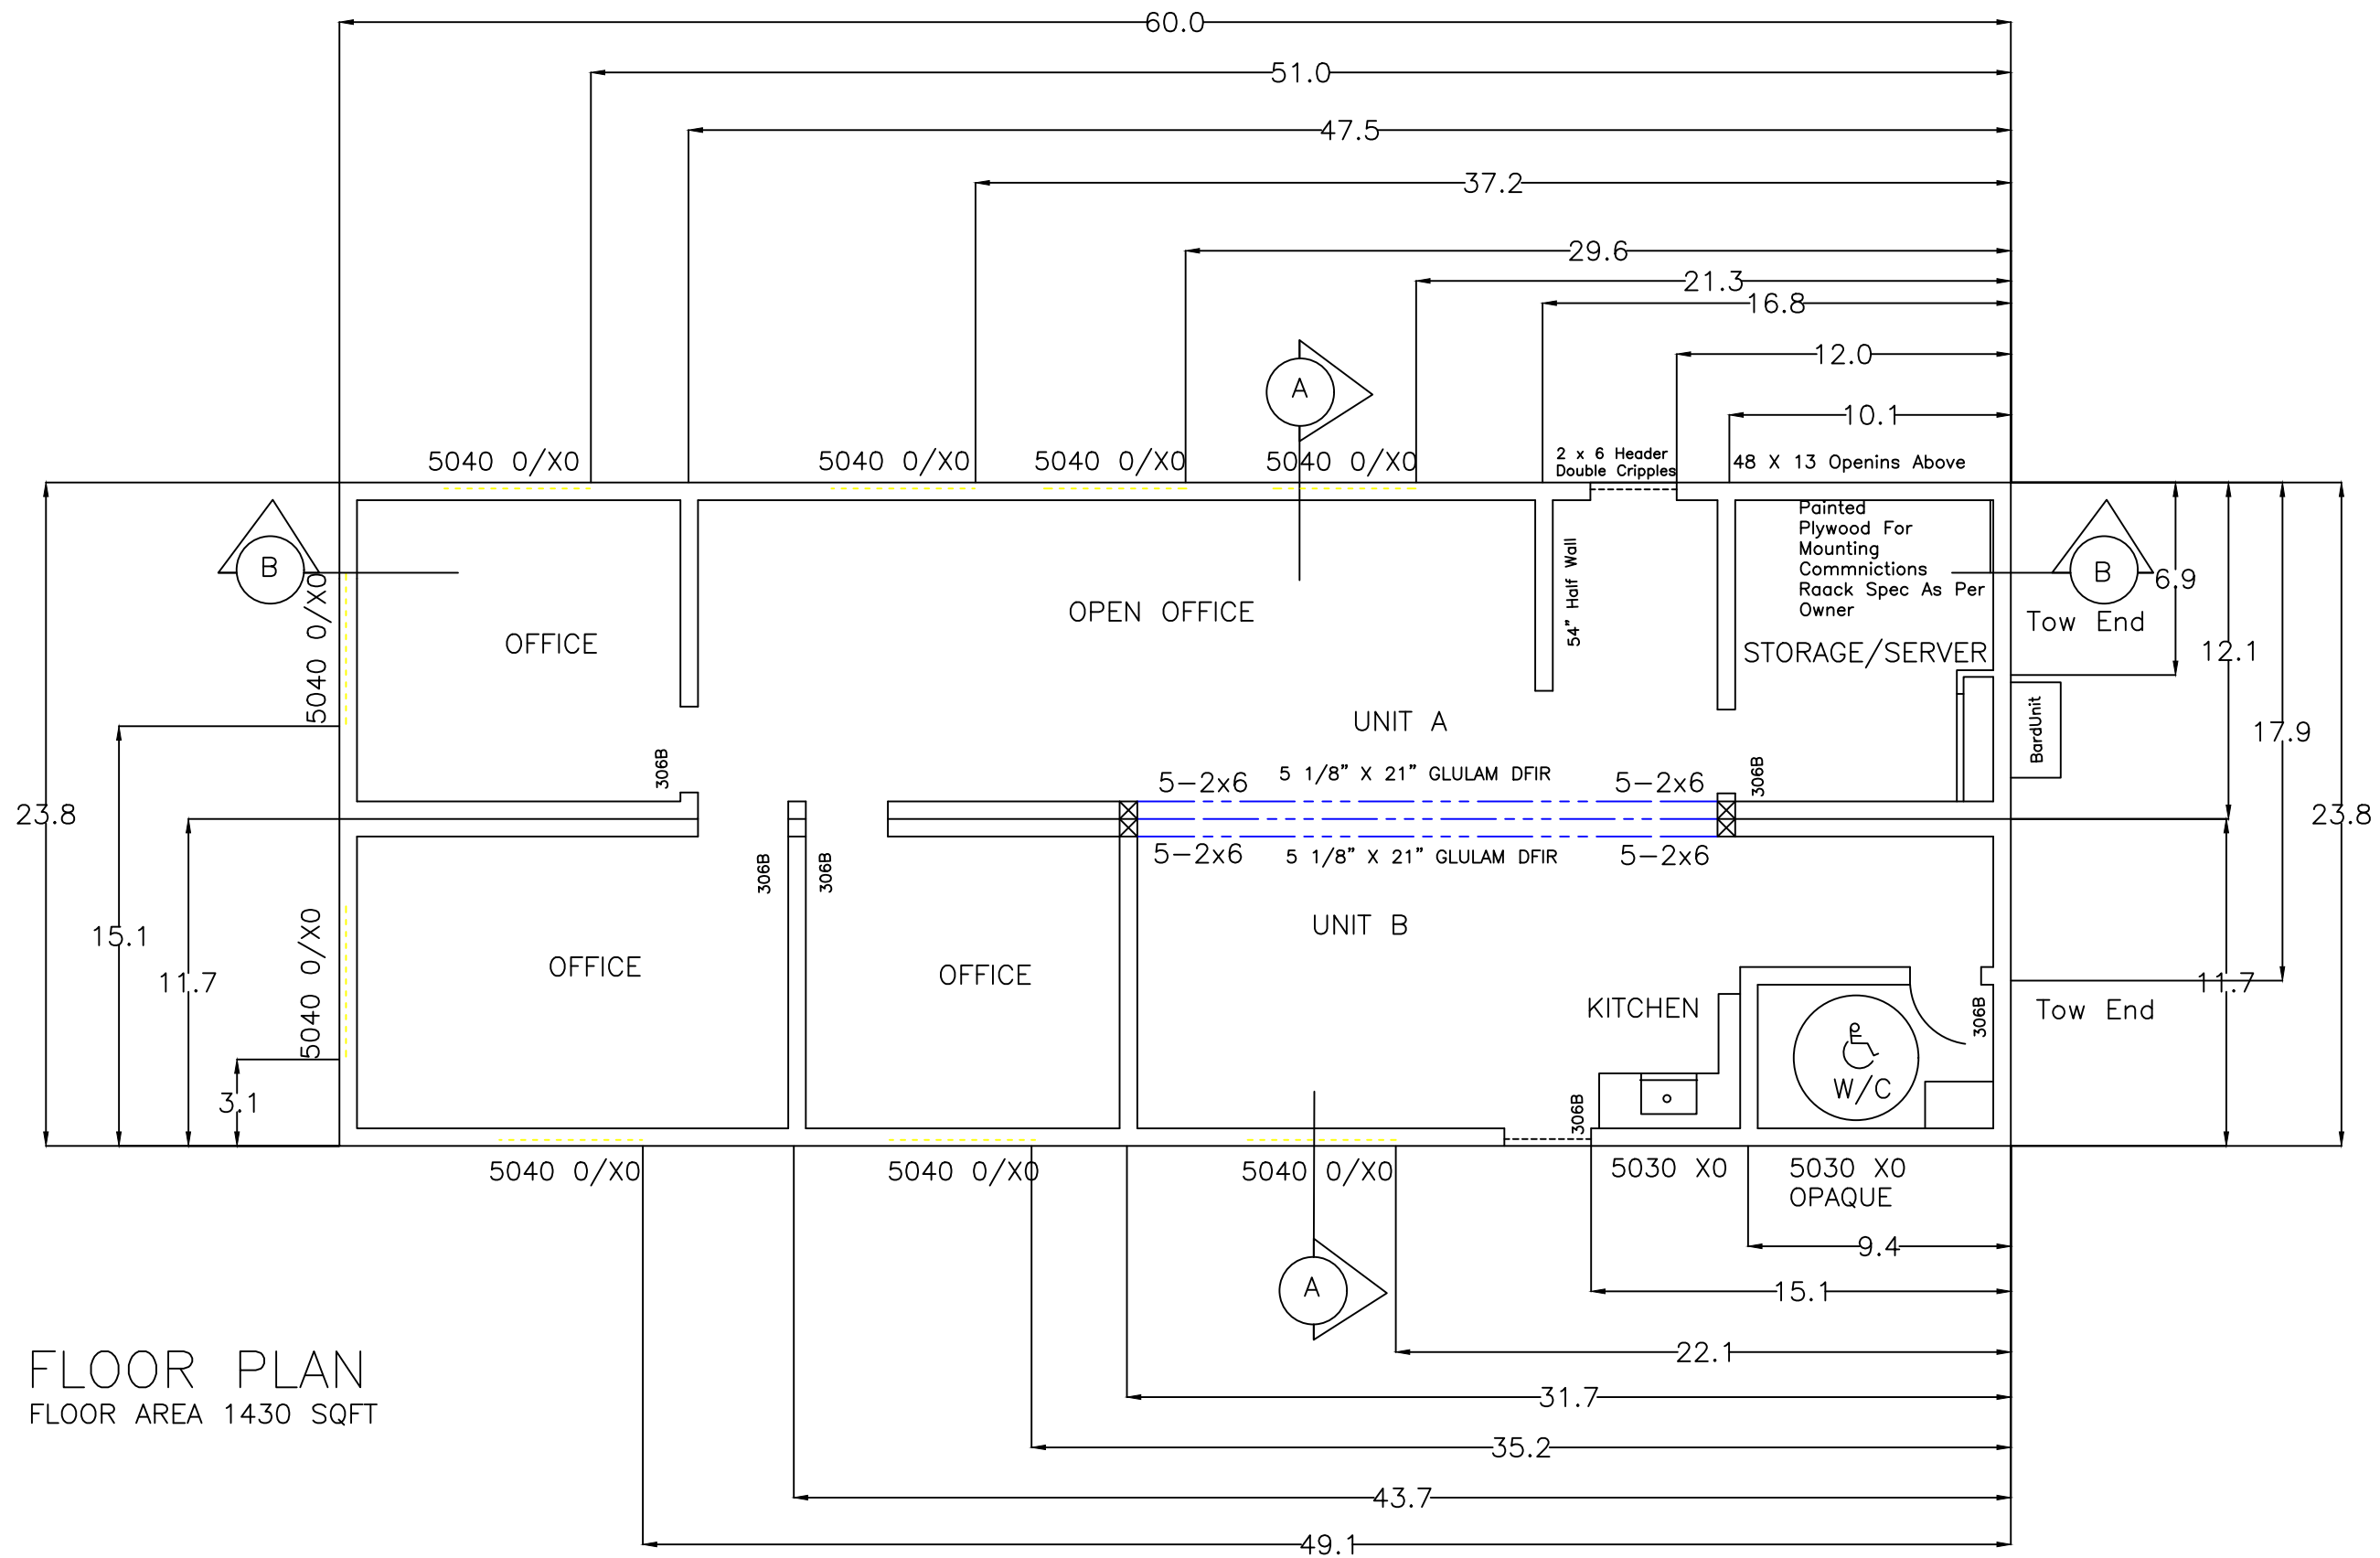 60.0
51.0
47.5
37.2
29.6
21.3
16.8
12.0
10.1
A
5040 0/X0
5040 0/X0
5040 0/X0
5040 0/X0
2 x 6 Header
Double Cripples
48 X 13 Openins Above
Painted
Plywood For
Mounting
Commnictions
Raack Spec As Per
Owner
STORAGE/SERVER
B
B
6.9
Tow End
12.1
17.9
23.8
23.8
15.1
11.7
3.1
5040 0/X0
5040 0/X0
OFFICE
OPEN OFFICE
54" Half Wall
UNIT A
306B
306B
BardUnit
5-2x6
5 1/8" X 21" GLULAM DFIR
5-2x6
5-2x6
5 1/8" X 21" GLULAM DFIR
5-2x6
306B
306B
UNIT B
OFFICE
OFFICE
KITCHEN
306B
306B
W/C
11.7
Tow End
5040 0/X0
5040 0/X0
5040 0/X0
5030 X0
5030 X0
OPAQUE
A
9.4
15.1
22.1
31.7
35.2
43.7
49.1
FLOOR PLAN
FLOOR AREA 1430 SQFT